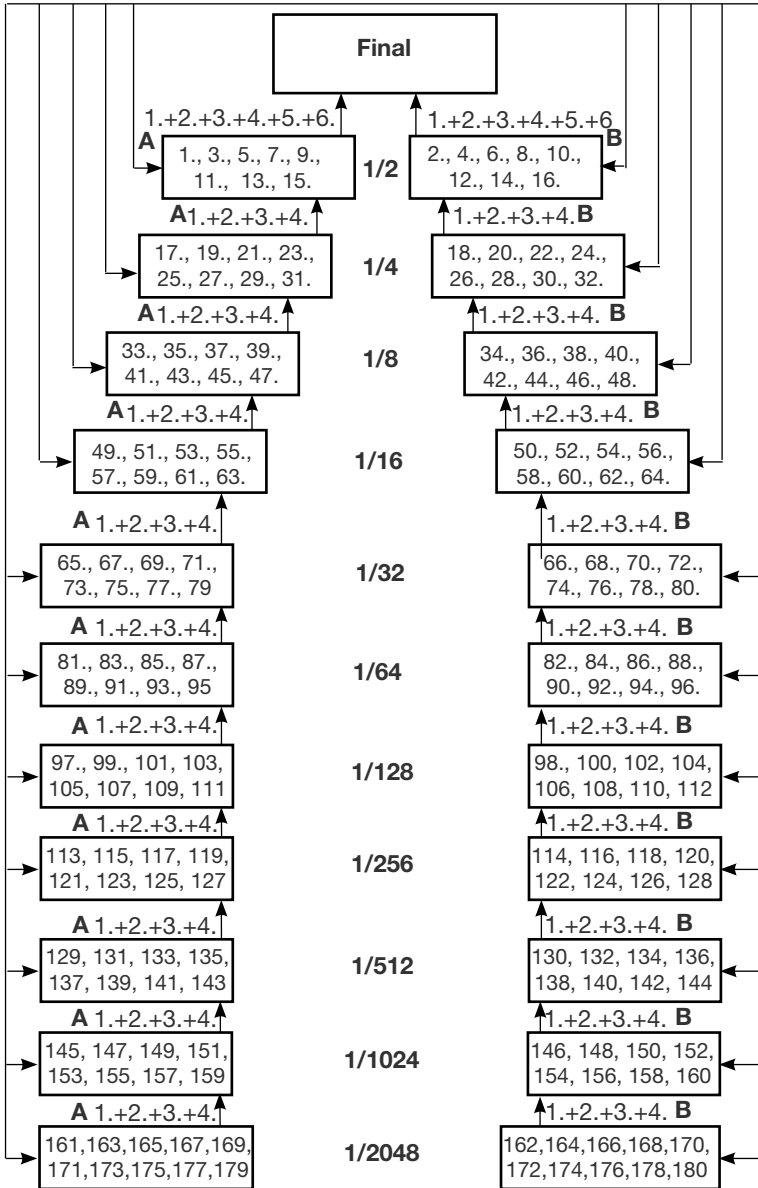 Final
1.+2.+3.+4.+5.+6. 1.+2.+3.+4.+5.+6
A B
1., 3., 5., 7., 9., 2., 4., 6., 8., 10.,
1/2
11., 13., 15. 12., 14., 16.
A 1.+2.+3.+4. 1.+2.+3.+4. B
17., 19., 21., 23., 18., 20., 22., 24.,
1/4
25., 27., 29., 31. 26., 28., 30., 32.
A 1.+2.+3.+4. 1.+2.+3.+4. B
33., 35., 37., 39., 34., 36., 38., 40.,
1/8
41., 43., 45., 47. 42., 44., 46., 48.
A 1.+2.+3.+4. 1.+2.+3.+4. B
49., 51., 53., 55., 50., 52., 54., 56.,
1/16
57., 59., 61., 63. 58., 60., 62., 64.
A 1.+2.+3.+4. 1.+2.+3.+4. B
65., 67., 69., 71., 66., 68., 70., 72.,
1/32
73., 75., 77., 79 74., 76., 78., 80.
A 1.+2.+3.+4. 1.+2.+3.+4. B
81., 83., 85., 87., 82., 84., 86., 88.,
1/64
89., 91., 93., 95 90., 92., 94., 96.
A 1.+2.+3.+4. 1.+2.+3.+4. B
97., 99., 101, 103, 98., 100, 102, 104,
1/128
105, 107, 109, 111 106, 108, 110, 112
A 1.+2.+3.+4. 1.+2.+3.+4. B
113, 115, 117, 119, 114, 116, 118, 120,
1/256
121, 123, 125, 127 122, 124, 126, 128
A 1.+2.+3.+4. 1.+2.+3.+4. B
129, 131, 133, 135, 130, 132, 134, 136,
1/512
137, 139, 141, 143 138, 140, 142, 144
A 1.+2.+3.+4. 1.+2.+3.+4. B
145, 147, 149, 151, 146, 148, 150, 152,
1/1024
153, 155, 157, 159 154, 156, 158, 160
A 1.+2.+3.+4. 1.+2.+3.+4. B
161,163,165,167,169, 162,164,166,168,170,
1/2048
171,173,175,177,179 172,174,176,178,180